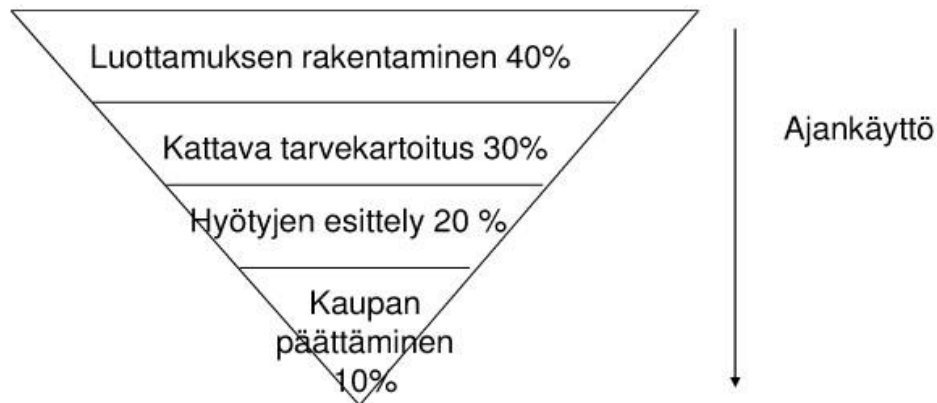 Luottamuksen rakentaminen 40%
Ajankäyttö
Kattava tarvekartoitus 30%
Hyötyjen esittely 20 %
Kaupan
päättäminen
10%